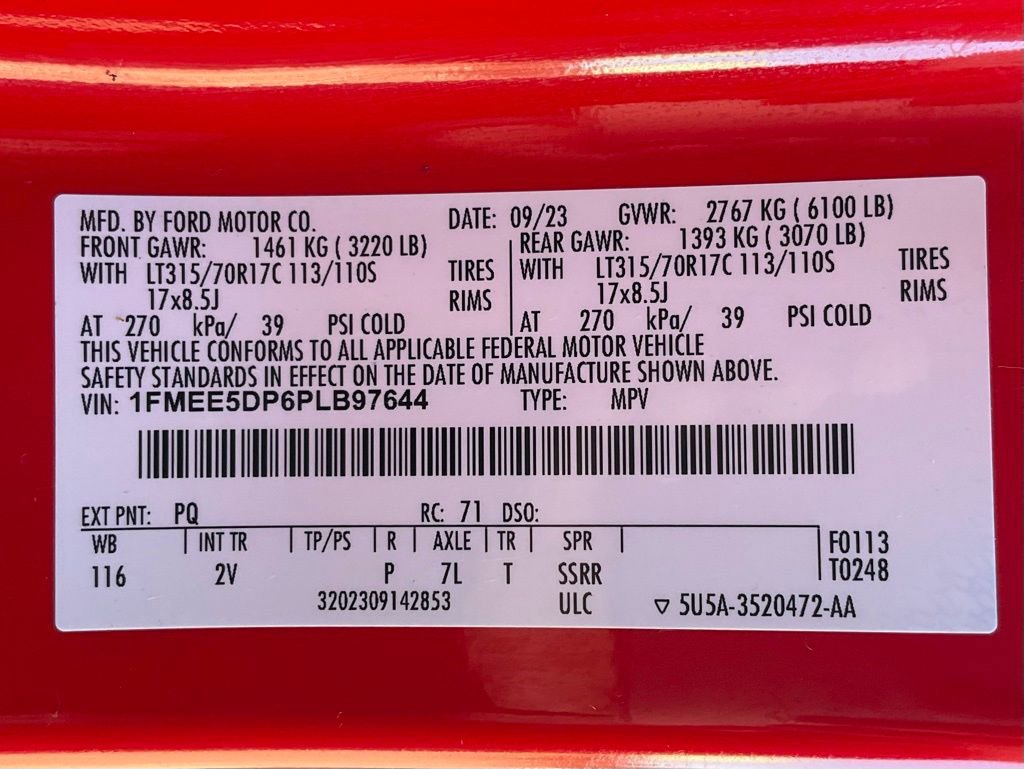 MFD. BY FORD MOTOR CO. DATE: 09/23 GVWR: 2767 KG ( 6100 LB)
FRONT GAWR: 1461 KG ( 3220 LB) REAR GAWR: 1393 KG ( 3070 LB)
WITH LT315/70R17C 113/110S TIRES WITH LT315/70R17C 113/110S TIRES
17x8.5J RIMS 17x8.5J RIMS
AT 270 kPa/ 39 PSI COLD AT 270 kPa/ 39 PSI COLD
THIS VEHICLE CONFORMS TO ALL APPLICABLE FEDERAL MOTOR VEHICLE
SAFETY STANDARDS IN EFFECT ON THE DATE OF MANUFACTURE SHOWN ABOVE.
VIN: 1FMEE5DP6PLB97644 TYPE: MPV
EXT PNT: PQ RC: 71 DSO:
WB INT TR TP/PS R AXLE TR SPR F0113
116 2V P 7L T SSRR T0248
3202309142853 ULC ▽ 5U5A-3520472-AA